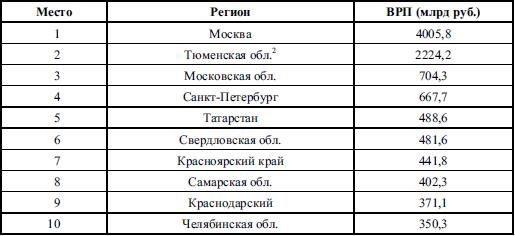 Место Регион ВРП (млрд руб.)
1 Москва 4005,8
2 Тюменская обл.2 2224,2
3 Московская обл. 704,3
4 Санкт-Петербург 667,7
5 Татарстан 488,6
6 Свердловская обл. 481,6
7 Красноярский край 441,8
8 Самарская обл. 402,3
9 Краснодарский 371,1
10 Челябинская обл. 350,3